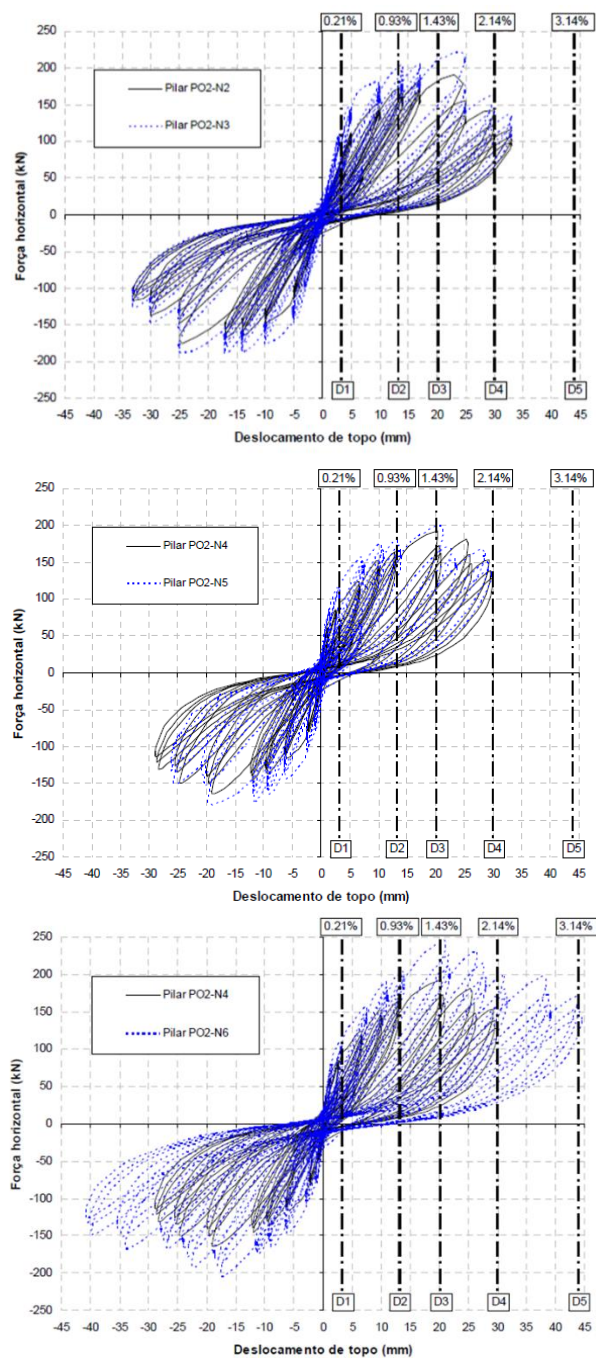 0.21% 0.93% 1.43% 2.14% 3.14%
250
200
150
100
50
0
-50
-100
-150
-200
-250
Força horizontal (kN)
Pilar PO2-N2
Pilar PO2-N3
D1 D2 D3 D4 D5
-45 -40 -35 -30 -25 -20 -15 -10 -5 0 5 10 15 20 25 30 35 40 45
Deslocamento de topo (mm)
0.21% 0.93% 1.43% 2.14% 3.14%
250
200
150
100
50
0
-50
-100
-150
-200
-250
Força horizontal (kN)
Pilar PO2-N4
Pilar PO2-N5
D1 D2 D3 D4 D5
-45 -40 -35 -30 -25 -20 -15 -10 -5 0 5 10 15 20 25 30 35 40 45
Deslocamento de topo (mm)
0.21% 0.93% 1.43% 2.14% 3.14%
250
200
150
100
50
0
-50
-100
-150
-200
-250
Força horizontal (kN)
Pilar PO2-N4
Pilar PO2-N6
D1 D2 D3 D4 D5
-45 -40 -35 -30 -25 -20 -15 -10 -5 0 5 10 15 20 25 30 35 40 45
Deslocamento de topo (mm)